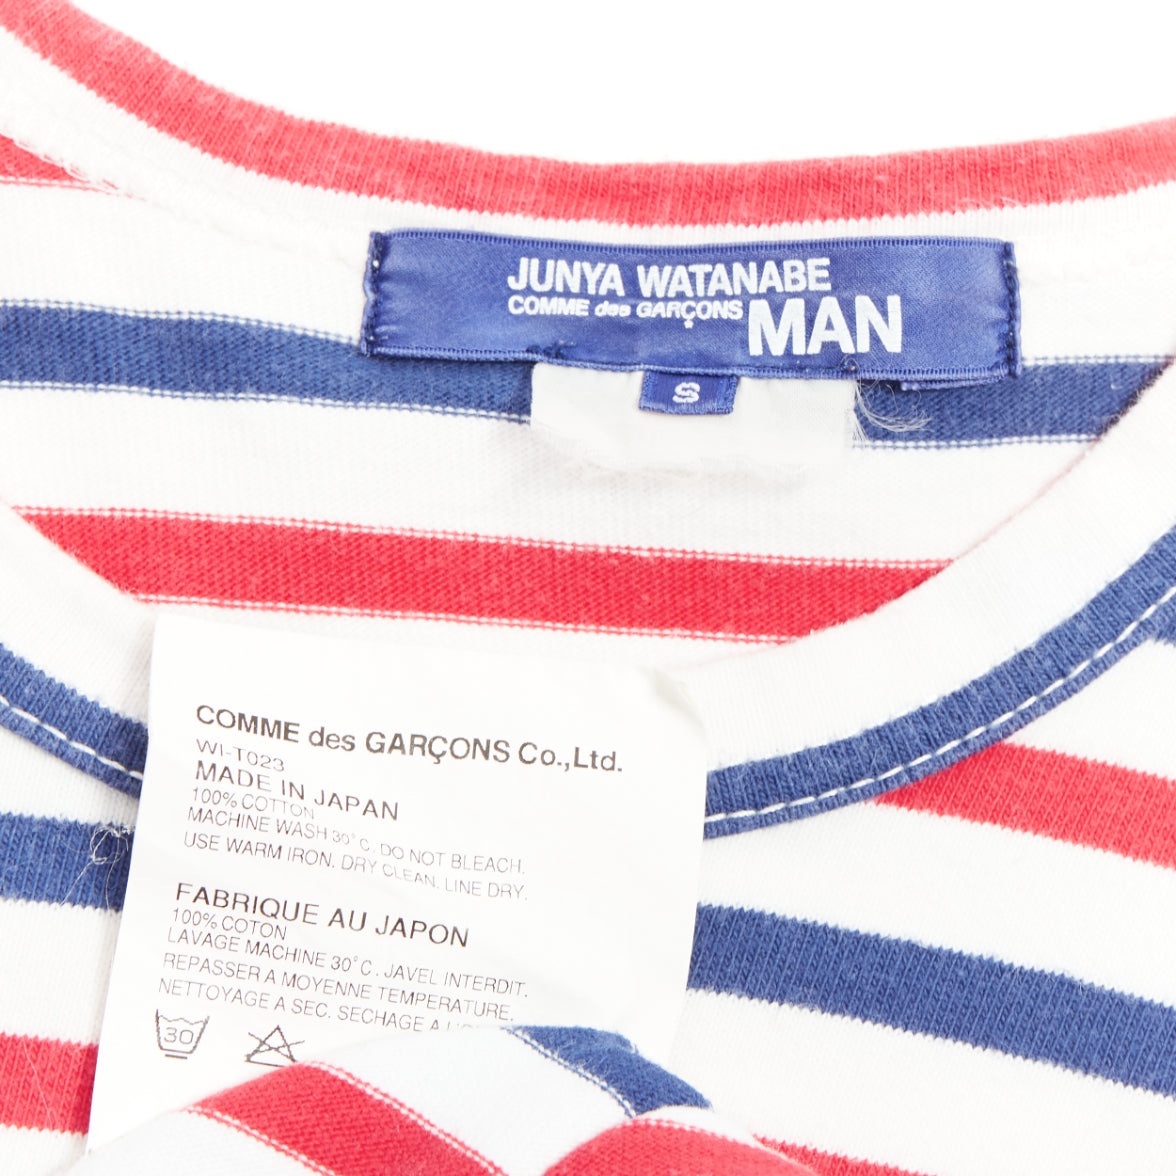 JUNYA WATANABE
COMME des GARÇONS MAN
S
COMME des GARÇONS Co.,Ltd.
WI-T023
MADE IN JAPAN
100% COTTON
MACHINE WASH 30°C. DO NOT BLEACH.
USE WARM IRON. DRY CLEAN. LINE DRY.
FABRIQUE AU JAPON
100% COTON
LAVAGE MACHINE 30°C. JAVEL INTERDIT.
REPASSER A MOYENNE TEMPERATURE.
NETTOYAGE A SEC. SECHAGE A
30